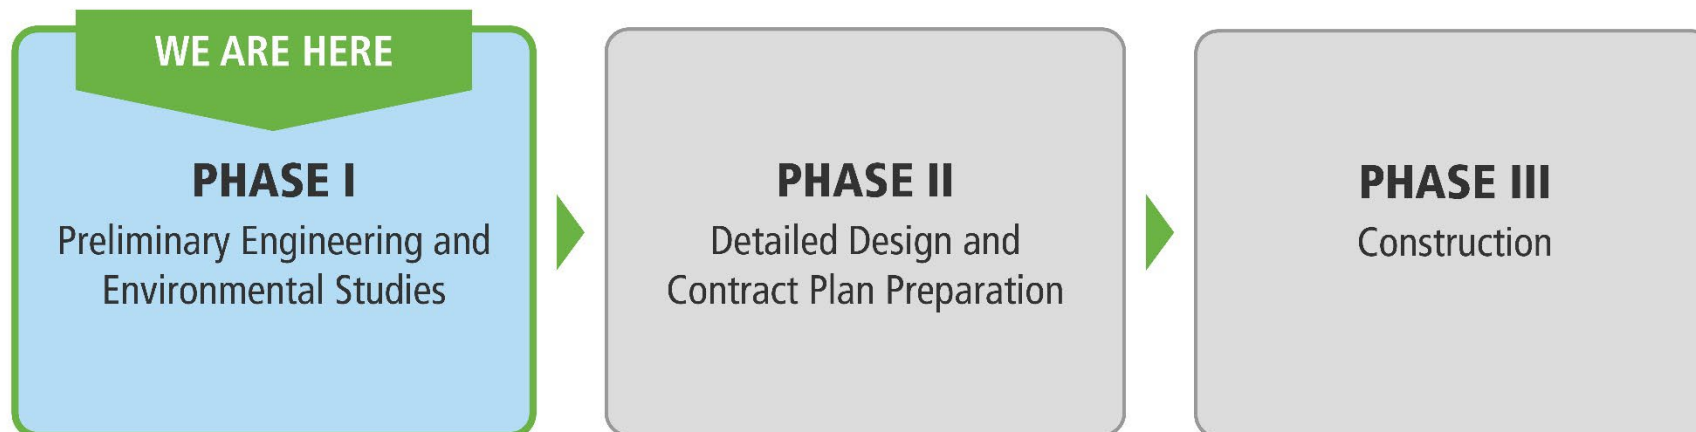 WE ARE HERE
PHASE I
Preliminary Engineering and
Environmental Studies
PHASE II
Detailed Design and
Contract Plan Preparation
PHASE III
Construction